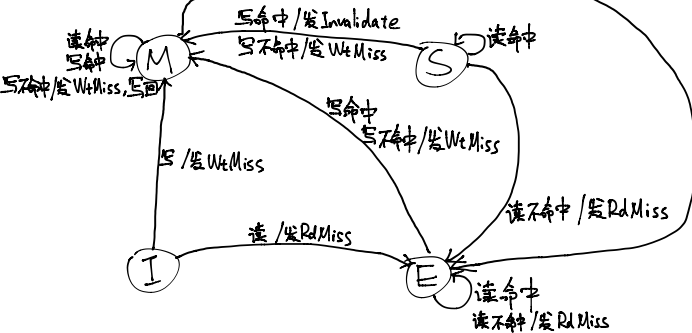 写命中/发Invalidate
读命中
写命中
写不命中/发WtMiss,写回
M
写不命中/发WtMiss
S
读命中
写命中
写不命中/发WtMiss
写/发WtMiss
读不命中/发RdMiss
读/发RdMiss
I
E
读命中
读不命中/发RdMiss